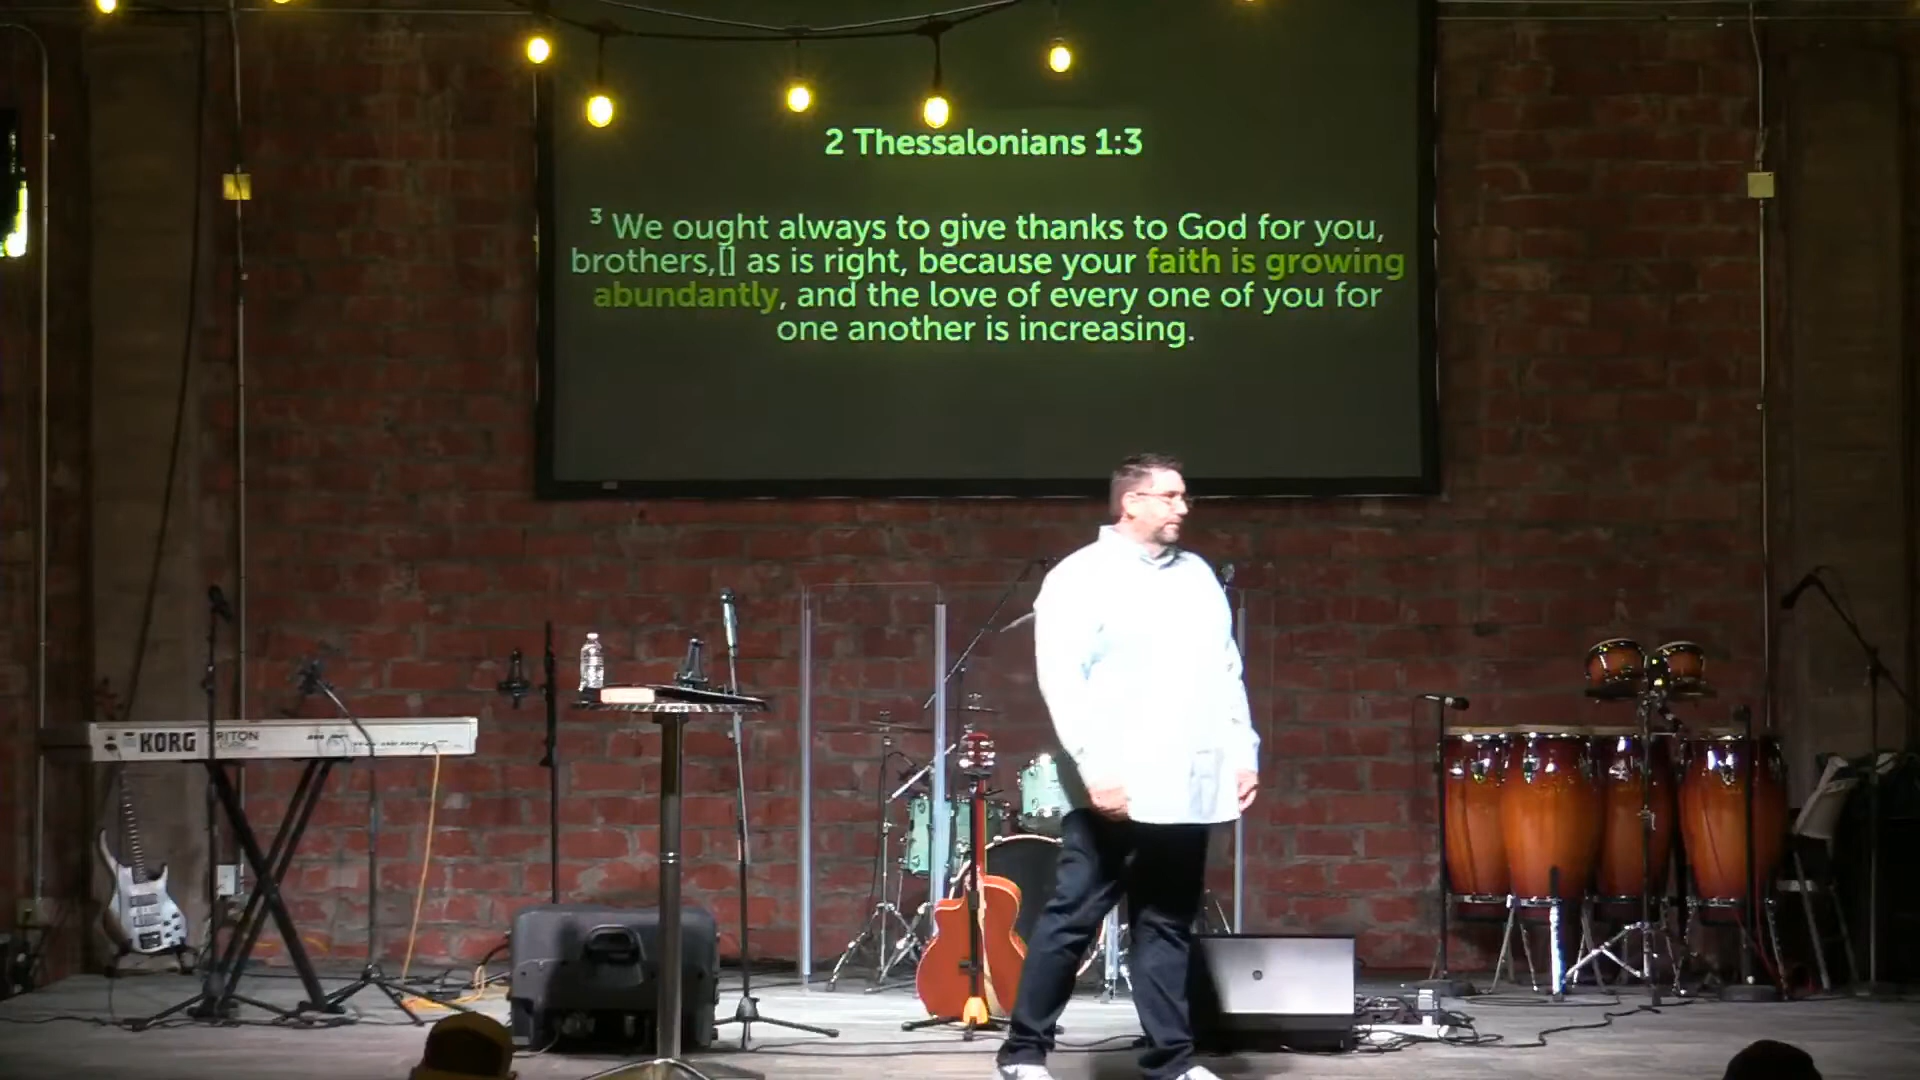 2 Thessalonians 1:3
3 We ought always to give thanks to God for you,
brothers,[] as is right, because your faith is growing
abundantly, and the love of every one of you for
one another is increasing.
KORG TRITON